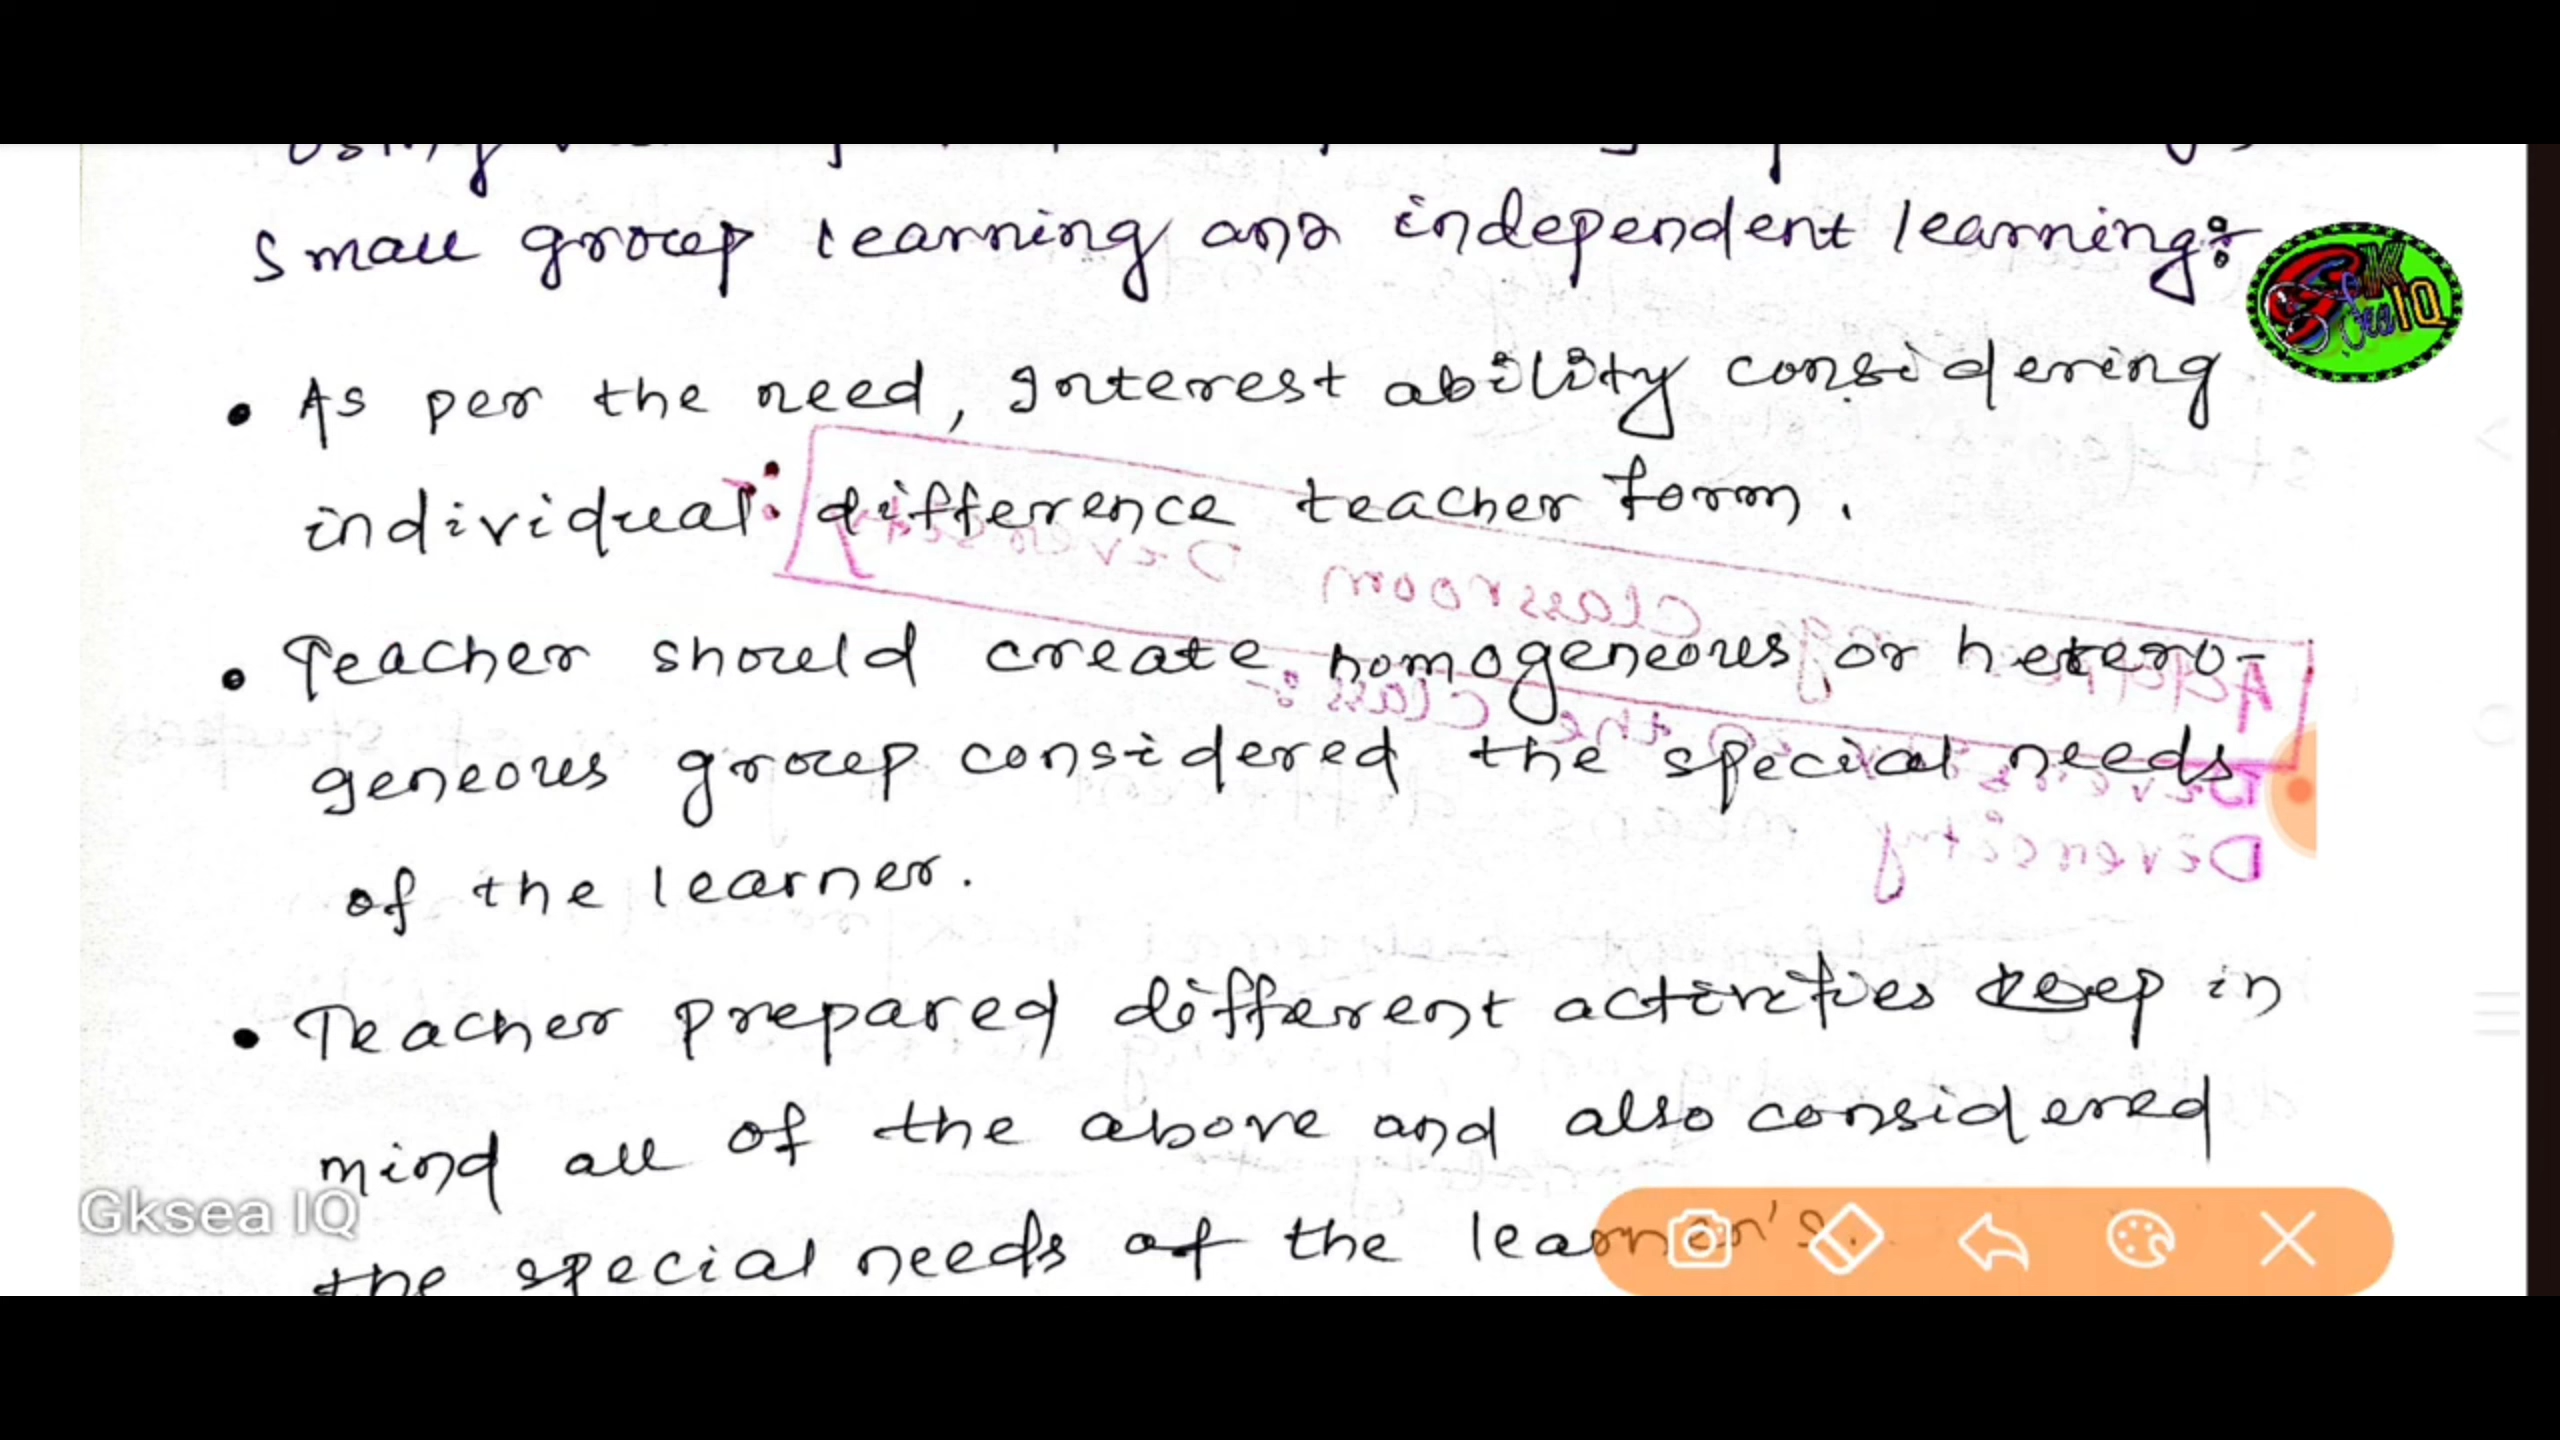 small group learning and independent learning:
• As per the need, Interest ability considering
individual difference teacher form.
• Teacher should create homogeneous or hetero-
geneous group considered the special needs
of the learner.
• Teacher prepared different activities keep in
mind all of the above and also considered
the special needs of the learner's.
Gksea IQ